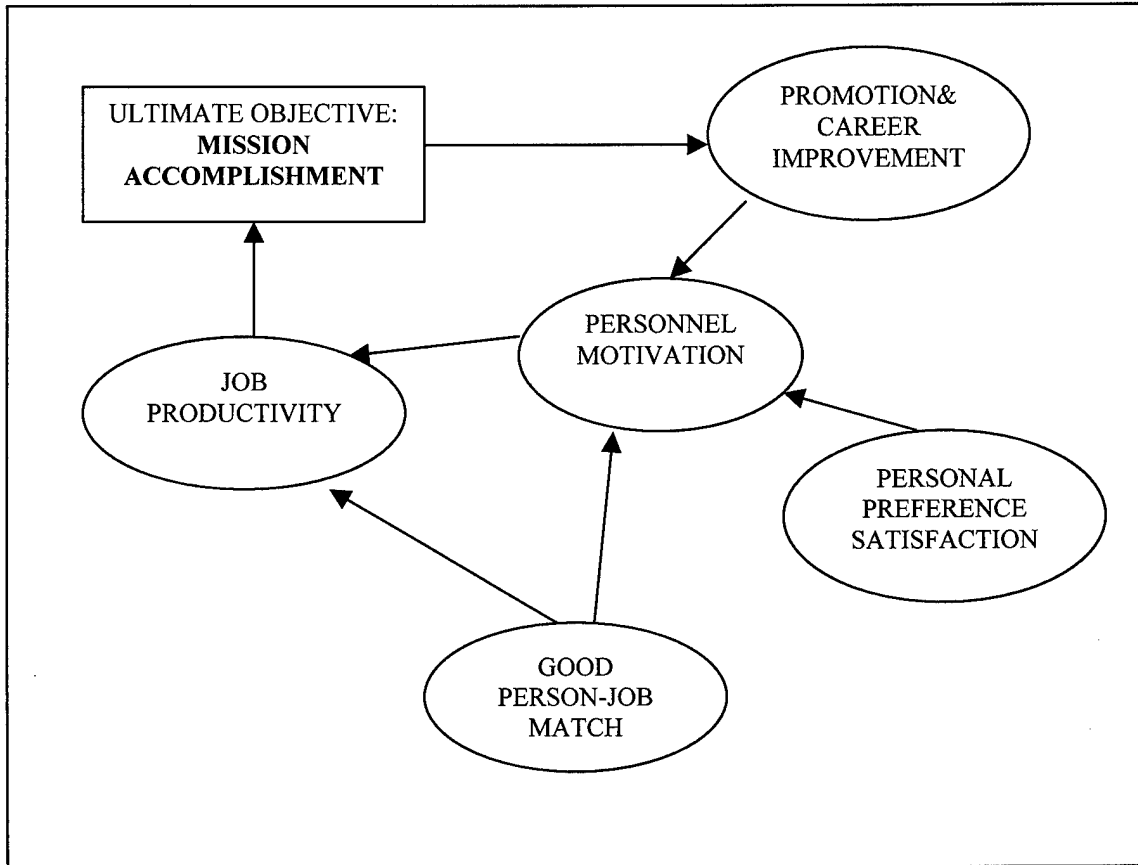 ULTIMATE OBJECTIVE:
MISSION
ACCOMPLISHMENT
PROMOTION&
CAREER
IMPROVEMENT
PERSONNEL
MOTIVATION
JOB
PRODUCTIVITY
PERSONAL
PREFERENCE
SATISFACTION
GOOD
PERSON-JOB
MATCH